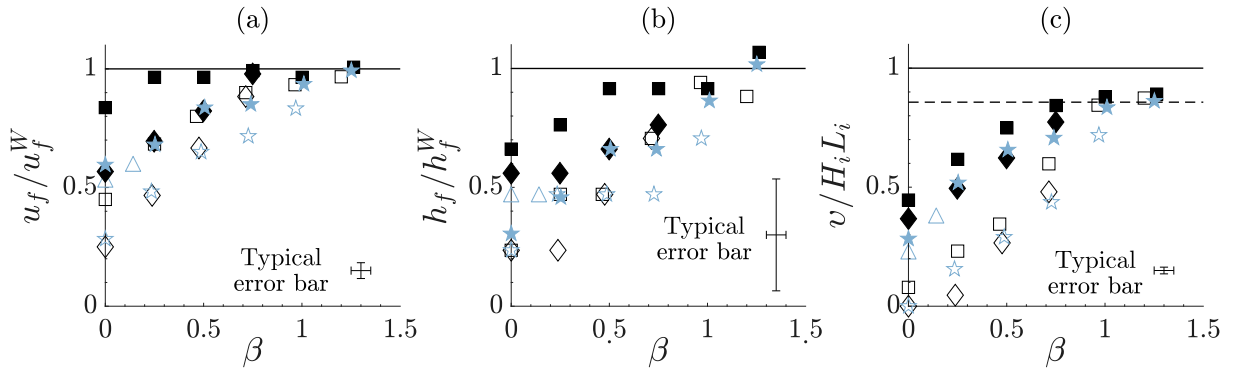 (a)
1
0.5
0
u_f/u_f^W
Typical
error bar
0 0.5 1 1.5
β
(b)
1
0.5
0
h_f/h_f^W
Typical
error bar
0 0.5 1 1.5
β
(c)
1
0.5
0
v/H_iL_i
Typical
error bar
0 0.5 1 1.5
β